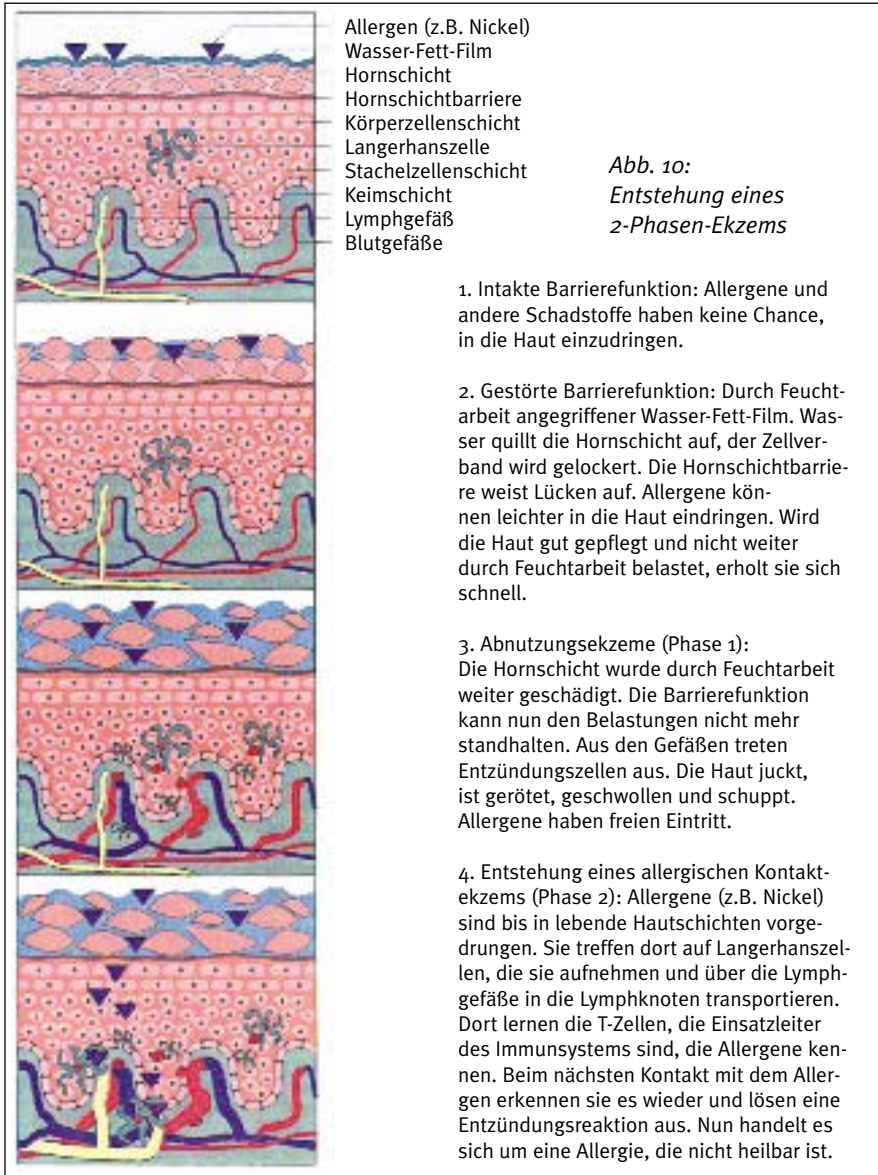 Allergen (z.B. Nickel)
Wasser-Fett-Film
Hornschicht
Hornschichtbarriere
Körperzellenschicht
Langerhanszelle
Stachelzellenschicht
Keimschicht
Lymphgefäß
Blutgefäße
Abb. 10:
Entstehung eines
2-Phasen-Ekzems
1. Intakte Barrierefunktion: Allergene und
andere Schadstoffe haben keine Chance,
in die Haut einzudringen.
2. Gestörte Barrierefunktion: Durch Feucht-
arbeit angegriffener Wasser-Fett-Film. Was-
ser quillt die Hornschicht auf, der Zellver-
band wird gelockert. Die Hornschichtbarrie-
re weist Lücken auf. Allergene kön-
nen leichter in die Haut eindringen. Wird
die Haut gut gepflegt und nicht weiter
durch Feuchtarbeit belastet, erholt sie sich
schnell.
3. Abnutzungsekzeme (Phase 1):
Die Hornschicht wurde durch Feuchtarbeit
weiter geschädigt. Die Barrierefunktion
kann nun den Belastungen nicht mehr
standhalten. Aus den Gefäßen treten
Entzündungszellen aus. Die Haut juckt,
ist gerötet, geschwollen und schuppt.
Allergene haben freien Eintritt.
4. Entstehung eines allergischen Kontakt-
ekzems (Phase 2): Allergene (z.B. Nickel)
sind bis in lebende Hautschichten vorge-
drungen. Sie treffen dort auf Langerhanszel-
len, die sie aufnehmen und über die Lymph-
gefäße in die Lymphknoten transportieren.
Dort lernen die T-Zellen, die Einsatzleiter
des Immunsystems sind, die Allergene ken-
nen. Beim nächsten Kontakt mit dem Aller-
gen erkennen sie es wieder und lösen eine
Entzündungsreaktion aus. Nun handelt es
sich um eine Allergie, die nicht heilbar ist.